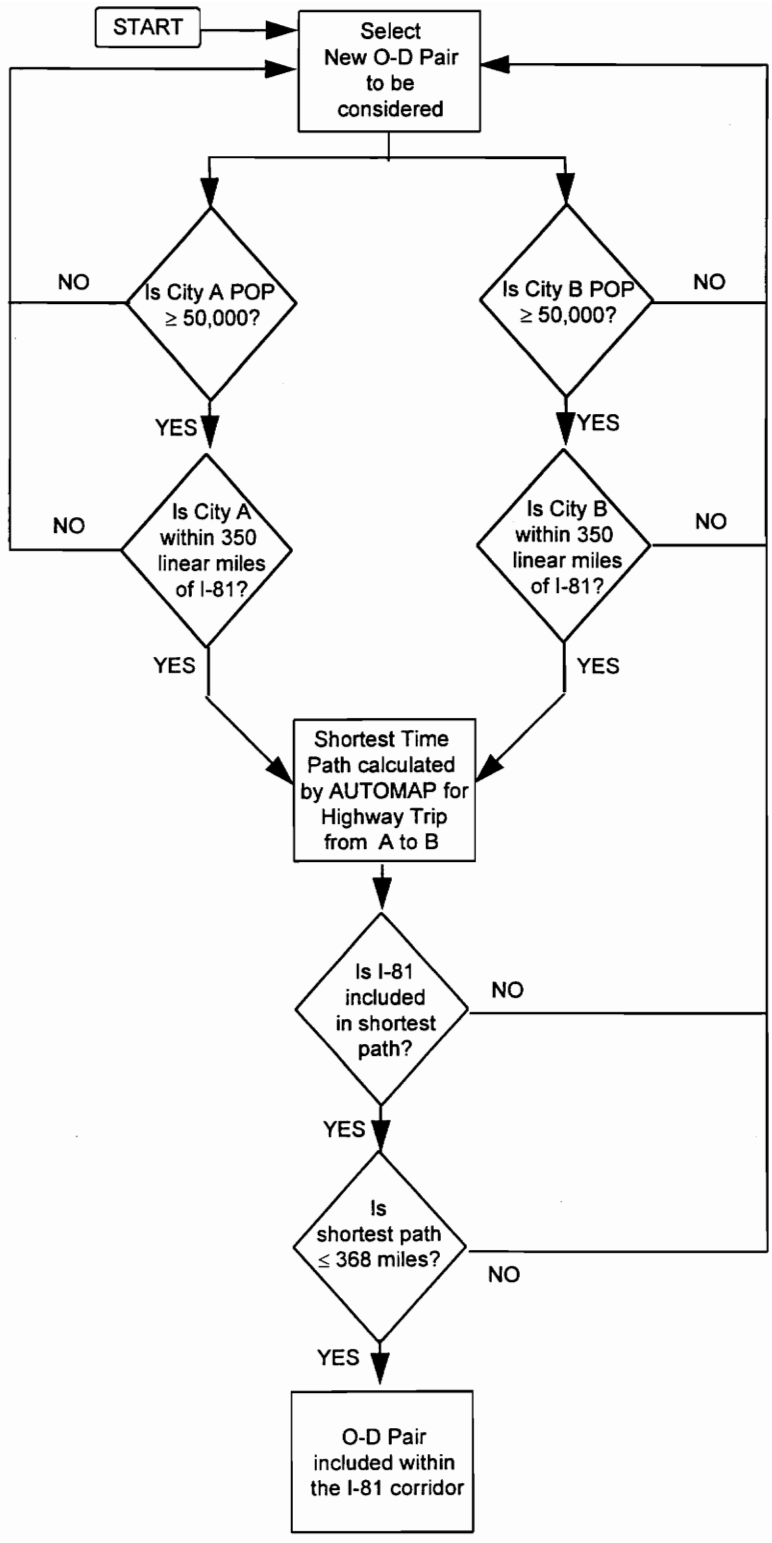 START
Select
New O-D Pair
to be
considered
NO
Is City A POP
≥ 50,000?
Is City B POP
≥ 50,000?
NO
YES
YES
NO
Is City A
within 350
linear miles
of I-81?
Is City B
within 350
linear miles
of I-81?
NO
YES
YES
Shortest Time
Path calculated
by AUTOMAP for
Highway Trip
from A to B
Is I-81
included
in shortest
path?
NO
YES
Is
shortest path
≤ 368 miles?
NO
YES
O-D Pair
included within
the I-81 corridor